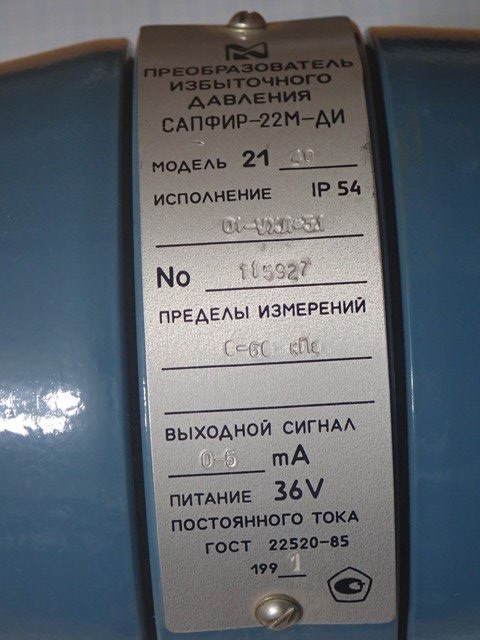 ПРЕОБРАЗОВАТЕЛЬ
ИЗБЫТОЧНОГО
ДАВЛЕНИЯ
САПФИР-22М-ДИ
МОДЕЛЬ 21 40
ИСПОЛНЕНИЕ IP 54
No 115927
ПРЕДЕЛЫ ИЗМЕРЕНИЙ
0-60 кПа
ВЫХОДНОЙ СИГНАЛ
0-5 mA
ПИТАНИЕ 36V
ПОСТОЯННОГО ТОКА
ГОСТ 22520-85
1991